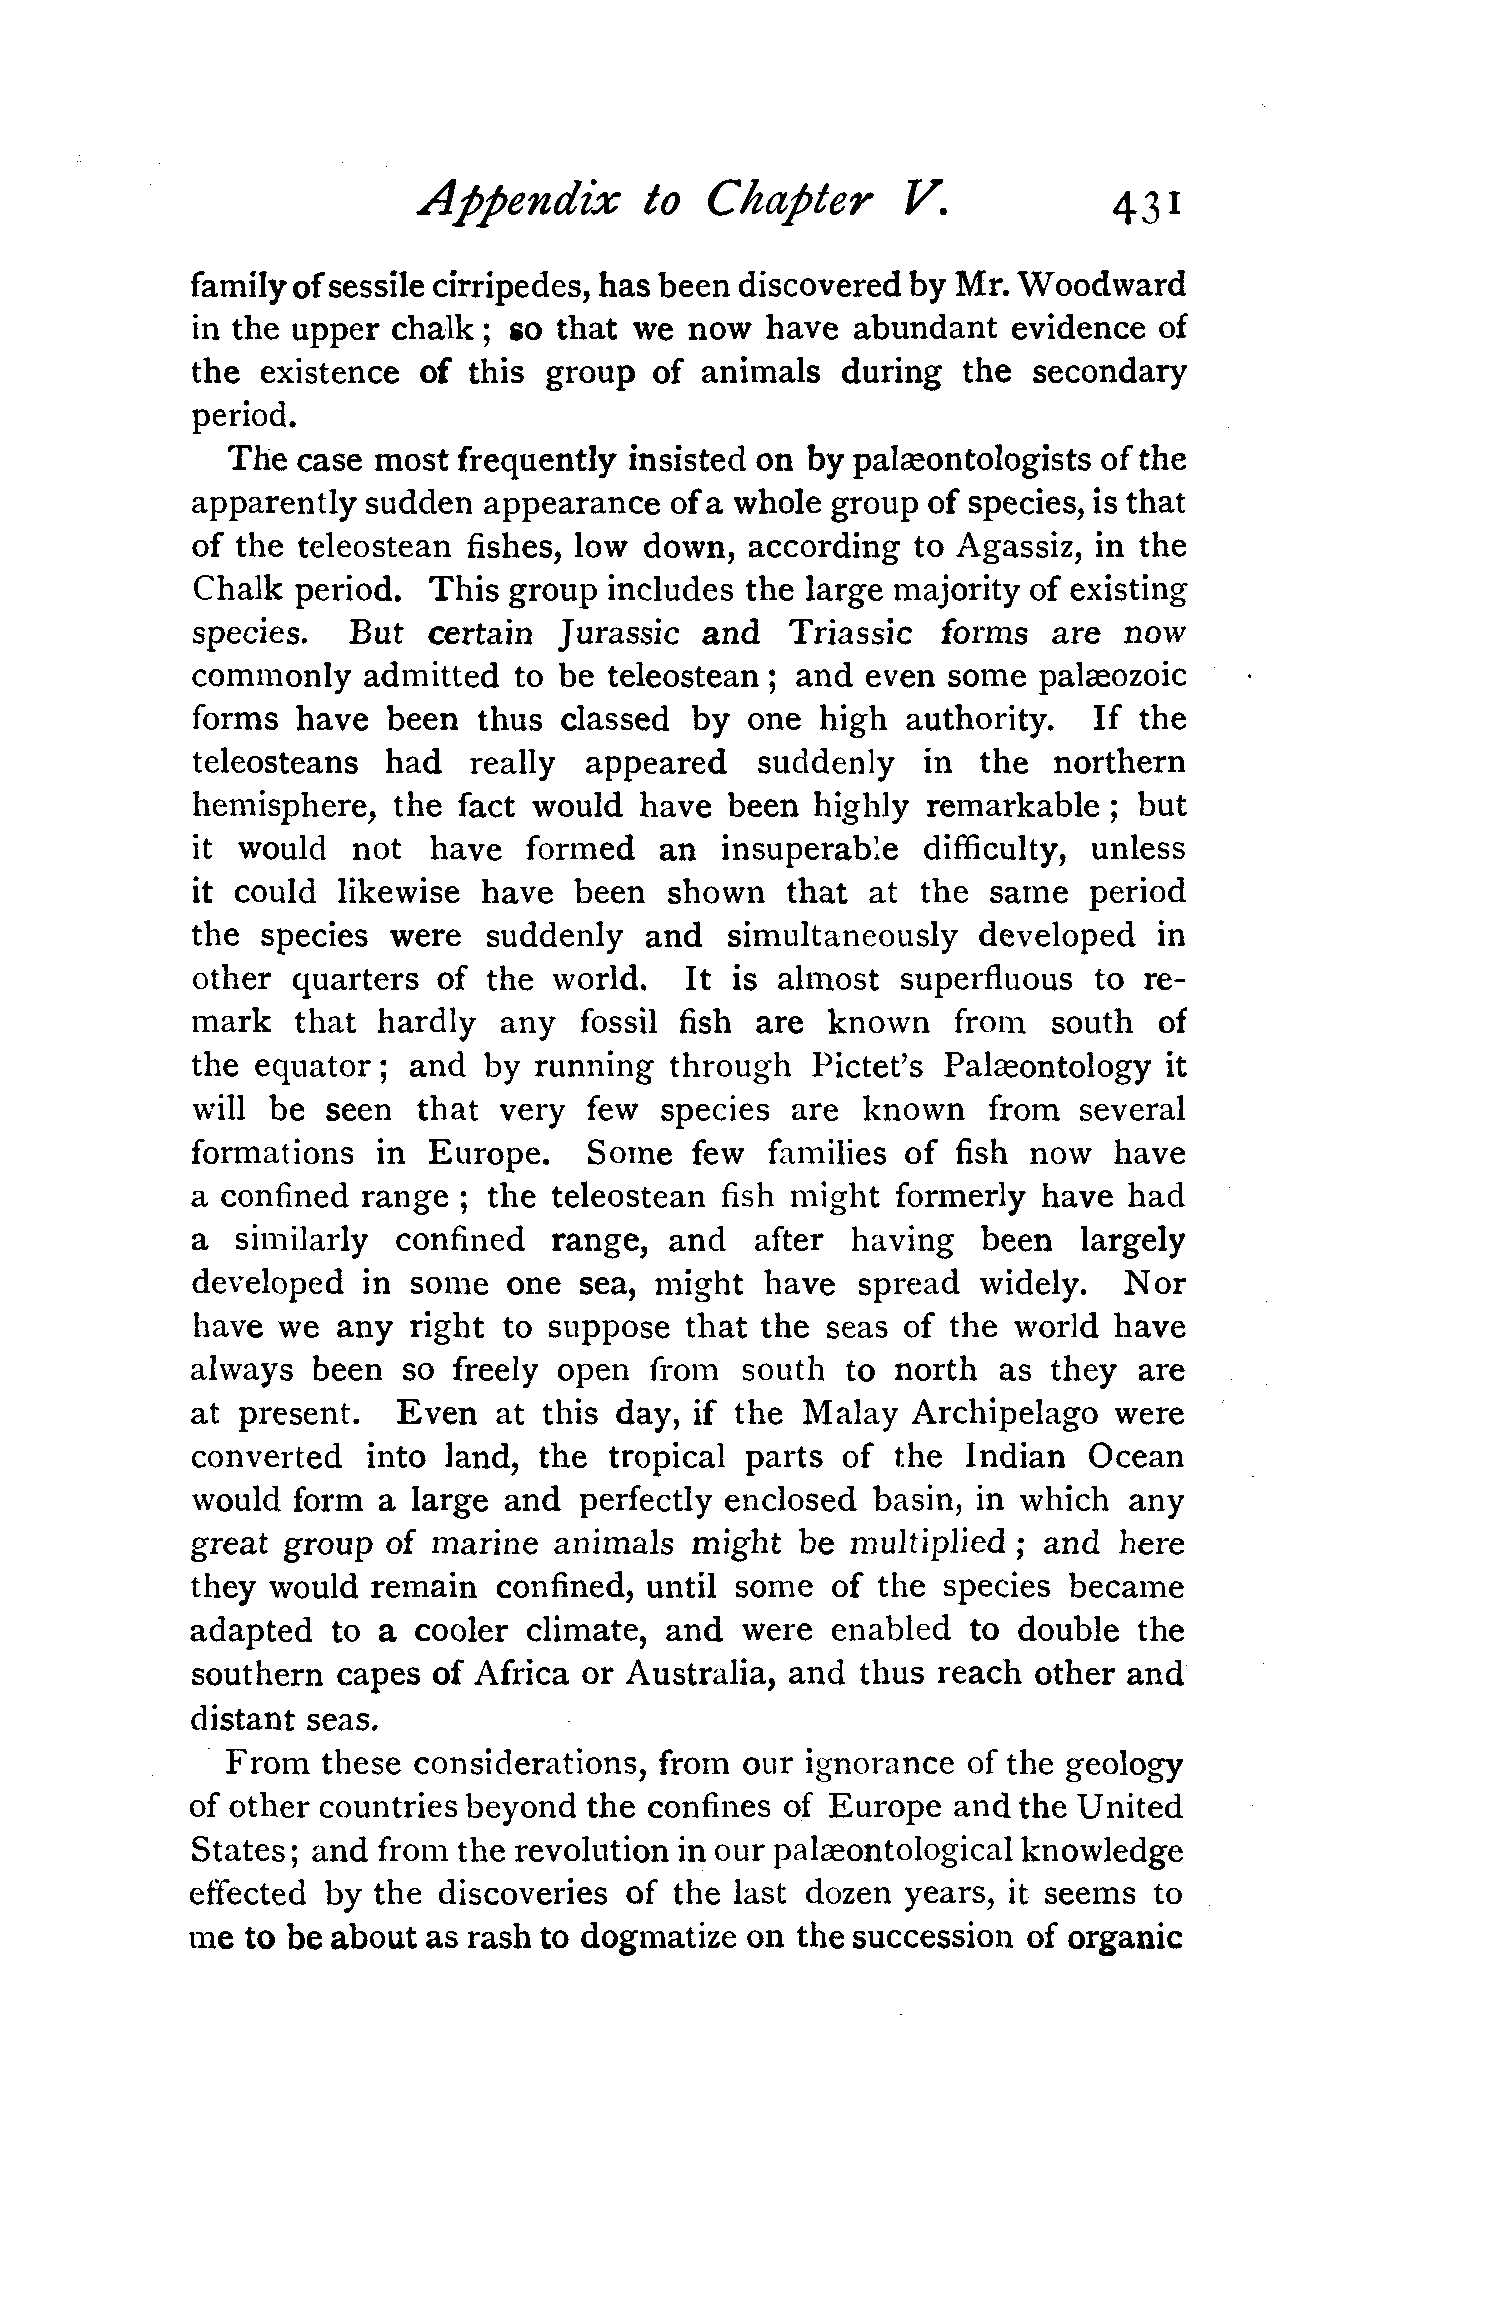 Appendix to Chapter V. 431
family of sessile cirripedes, has been discovered by Mr. Woodward
in the upper chalk ; so that we now have abundant evidence of
the existence of this group of animals during the secondary
period.
The case most frequently insisted on by palæontologists of the
apparently sudden appearance of a whole group of species, is that
of the teleostean fishes, low down, according to Agassiz, in the
Chalk period. This group includes the large majority of existing
species. But certain Jurassic and Triassic forms are now
commonly admitted to be teleostean ; and even some palæozoic
forms have been thus classed by one high authority. If the
teleosteans had really appeared suddenly in the northern
hemisphere, the fact would have been highly remarkable ; but
it would not have formed an insuperable difficulty, unless
it could likewise have been shown that at the same period
the species were suddenly and simultaneously developed in
other quarters of the world. It is almost superfluous to re-
mark that hardly any fossil fish are known from south of
the equator ; and by running through Pictet's Palæontology it
will be seen that very few species are known from several
formations in Europe. Some few families of fish now have
a confined range ; the teleostean fish might formerly have had
a similarly confined range, and after having been largely
developed in some one sea, might have spread widely. Nor
have we any right to suppose that the seas of the world have
always been so freely open from south to north as they are
at present. Even at this day, if the Malay Archipelago were
converted into land, the tropical parts of the Indian Ocean
would form a large and perfectly enclosed basin, in which any
great group of marine animals might be multiplied ; and here
they would remain confined, until some of the species became
adapted to a cooler climate, and were enabled to double the
southern capes of Africa or Australia, and thus reach other and
distant seas.
From these considerations, from our ignorance of the geology
of other countries beyond the confines of Europe and the United
States ; and from the revolution in our palæontological knowledge
effected by the discoveries of the last dozen years, it seems to
me to be about as rash to dogmatize on the succession of organic